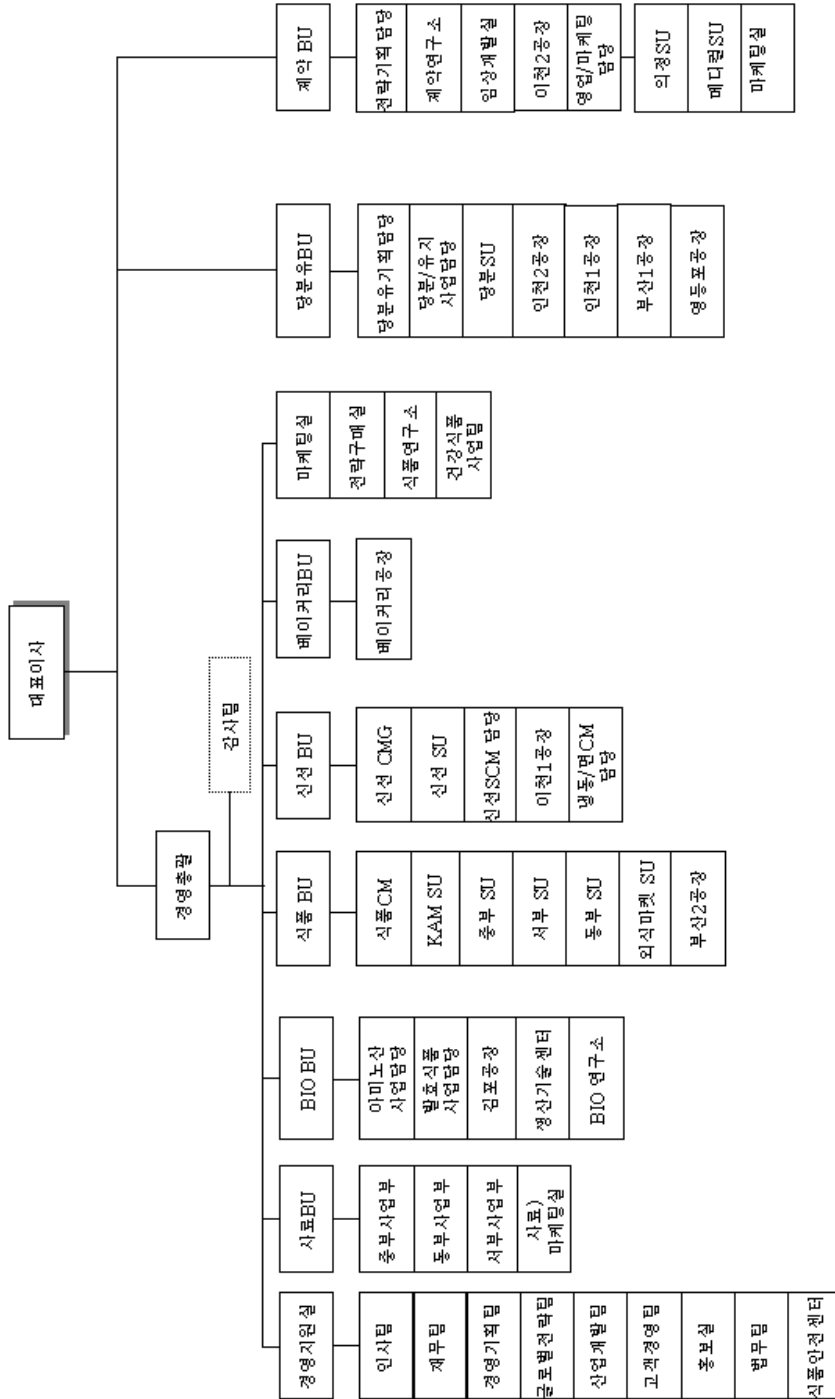 대표이사
경영총괄
감사팀
경영지원실
인사팀
재무팀
경영기획팀
글로벌전략팀
산업개발팀
고객경영팀
홍보실
법무팀
식품안전센터
사료BU
중부사업부
동부사업부
서부사업부
사료)
마케팅실
BIO BU
아미노산
사업담당
발효식품
사업담당
김포공장
생산기술센터
BIO 연구소
식품 BU
식품CM
KAM SU
중부 SU
서부 SU
동부 SU
외식마켓 SU
부산2공장
신선 BU
신선 CMG
신선 SU
신선SCM 담당
이천1공장
냉동/면CM
담당
베이커리BU
베이커리공장
마케팅실
전략구매실
식품연구소
건강식품
사업팀
당분유BU
당분유기획담당
당분/유지
사업담당
당분SU
인천2공장
인천1공장
부산1공장
영등포공장
제약 BU
전략기획담당
제약연구소
임상개발실
이천2공장
영업/마케팅
담당
의정SU
메디컬SU
마케팅실